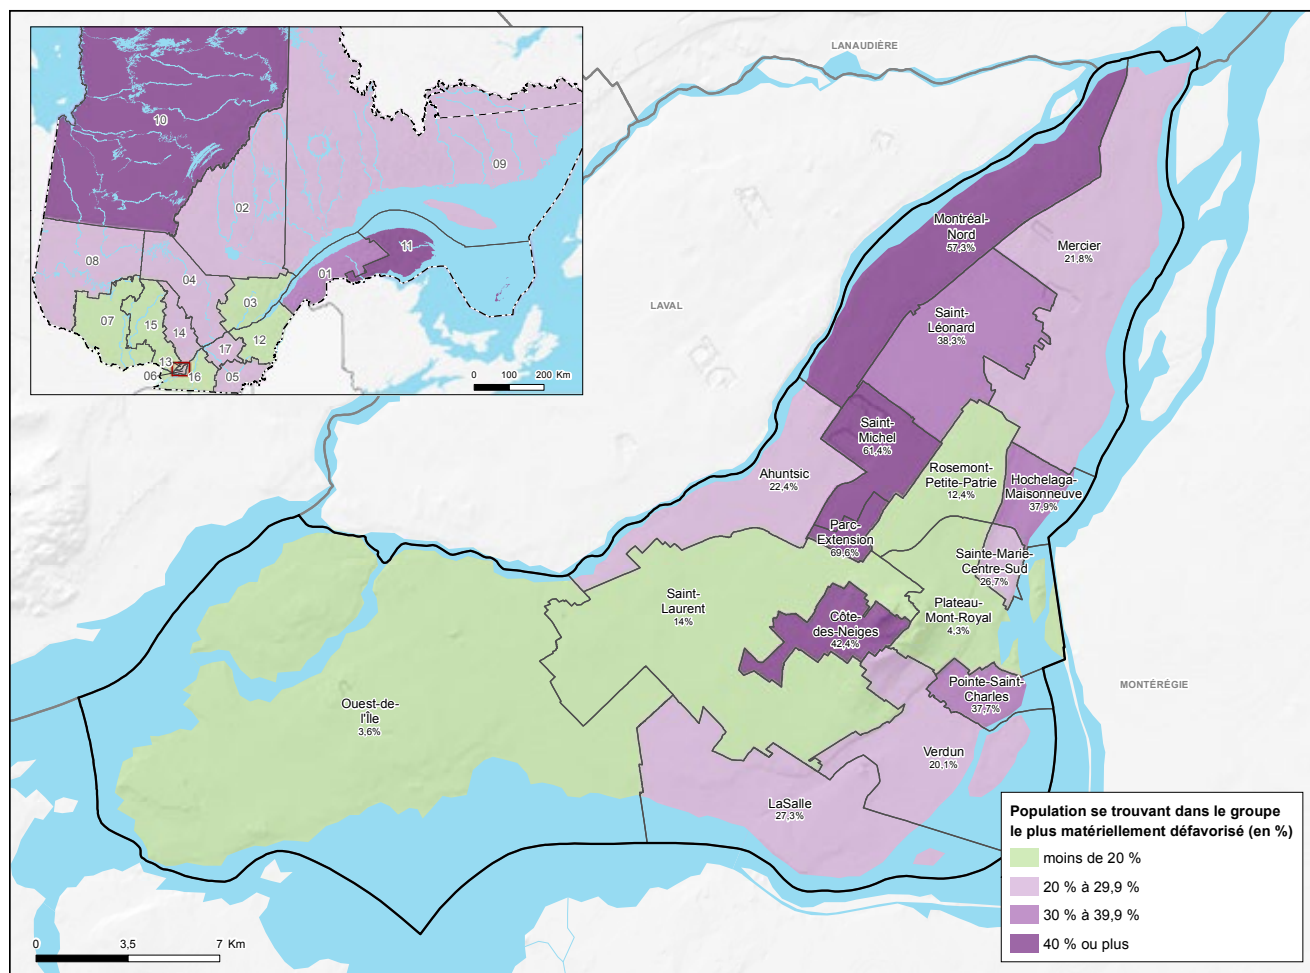 LANAUDIÈRE
10
09
02
11
01
08
04
03
07
15
14
12
17
13
06
16
05
0 100 200 Km
Montréal-
Nord
57,3%
Mercier
21,8%
LAVAL
Saint-
Léonard
38,3%
Saint-
Michel
61,4%
Ahuntsic
22,4%
Rosemont-
Petite-Patrie
12,4%
Hochelaga-
Maisonneuve
37,9%
Parc-
Extension
69,6%
Sainte-Marie-
Centre-Sud
26,7%
Saint-
Laurent
14%
Plateau-
Mont-Royal
4,3%
Côte-
des-Neiges
42,4%
Pointe-Saint-
Charles
37,7%
MONTÉRÉGIE
Ouest-de-
l'Île
3,6%
Verdun
20,1%
LaSalle
27,3%
Population se trouvant dans le groupe
le plus matériellement défavorisé (en %)
moins de 20 %
20 % à 29,9 %
30 % à 39,9 %
40 % ou plus
0 3,5 7 Km